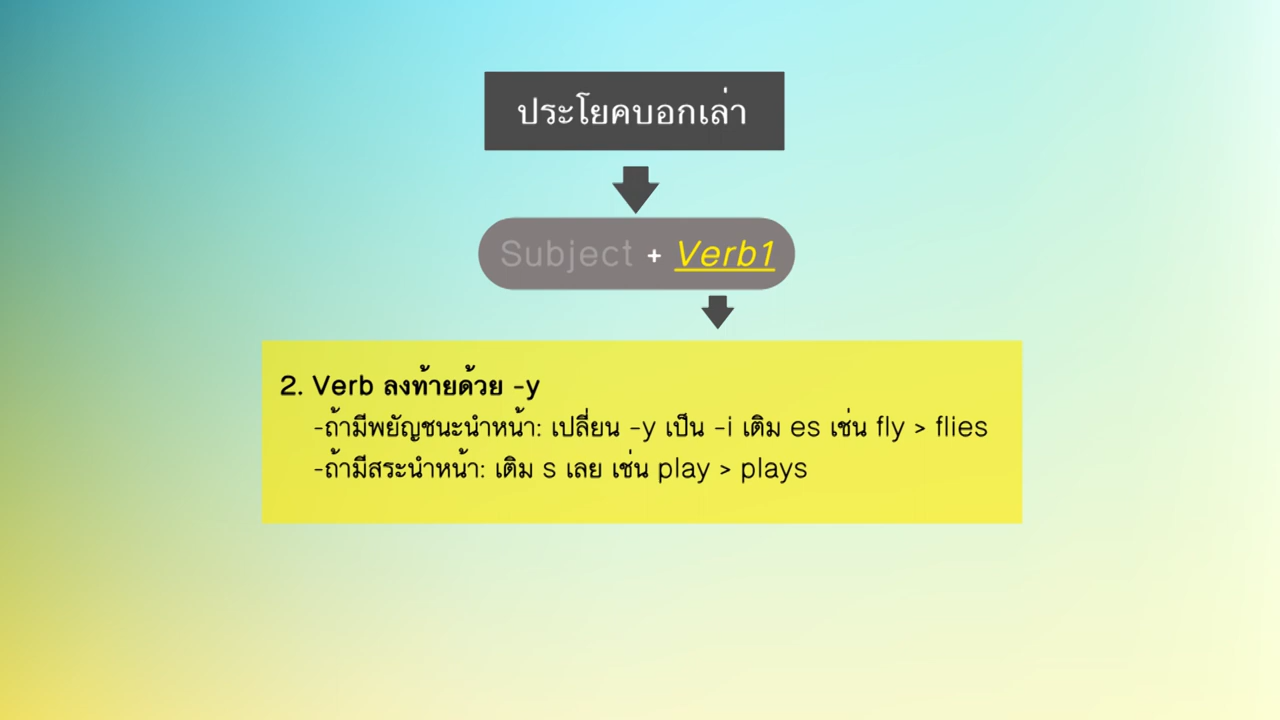 ประโยคบอกเล่า
Subject + Verb1
2. Verb ลงท้ายด้วย -y
-ถ้ามีพยัญชนะนำหน้า: เปลี่ยน -y เป็น -i เติม es เช่น fly > flies
-ถ้ามีสระนำหน้า: เติม s เลย เช่น play > plays